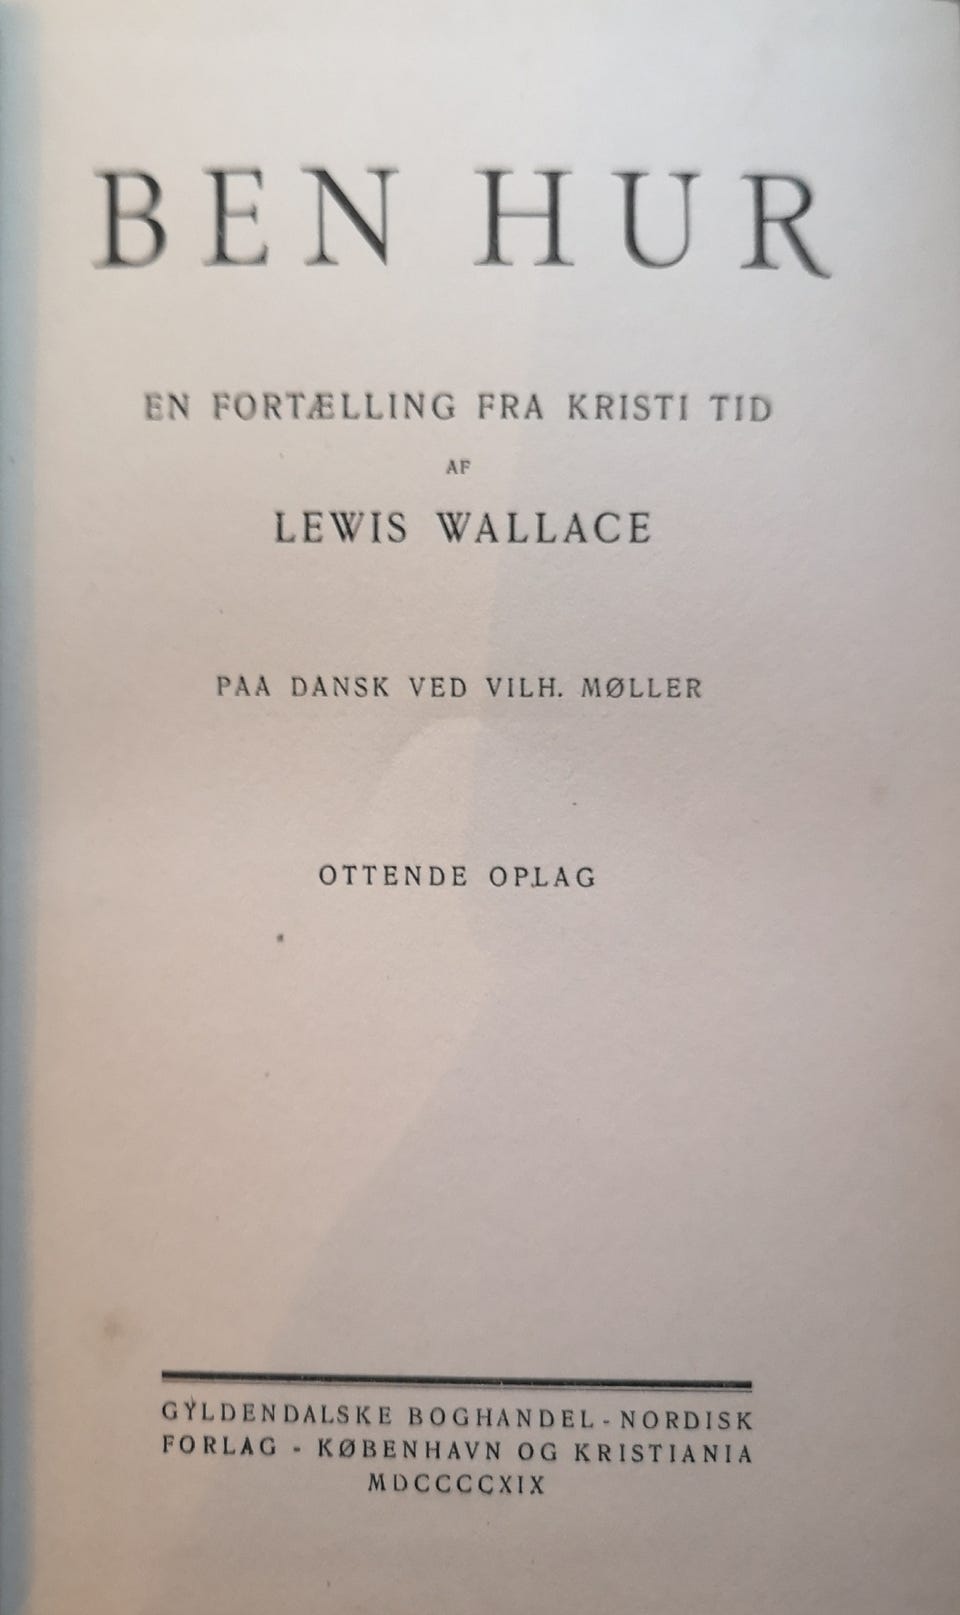 BEN HUR
EN FORTÆLLING FRA KRISTI TID
AF
LEWIS WALLACE
PAA DANSK VED VILH. MØLLER
OTTENDE OPLAG
GYLDENDALSKE BOGHANDEL - NORDISK
FORLAG - KØBENHAVN OG KRISTIANIA
MDCCCCXIX